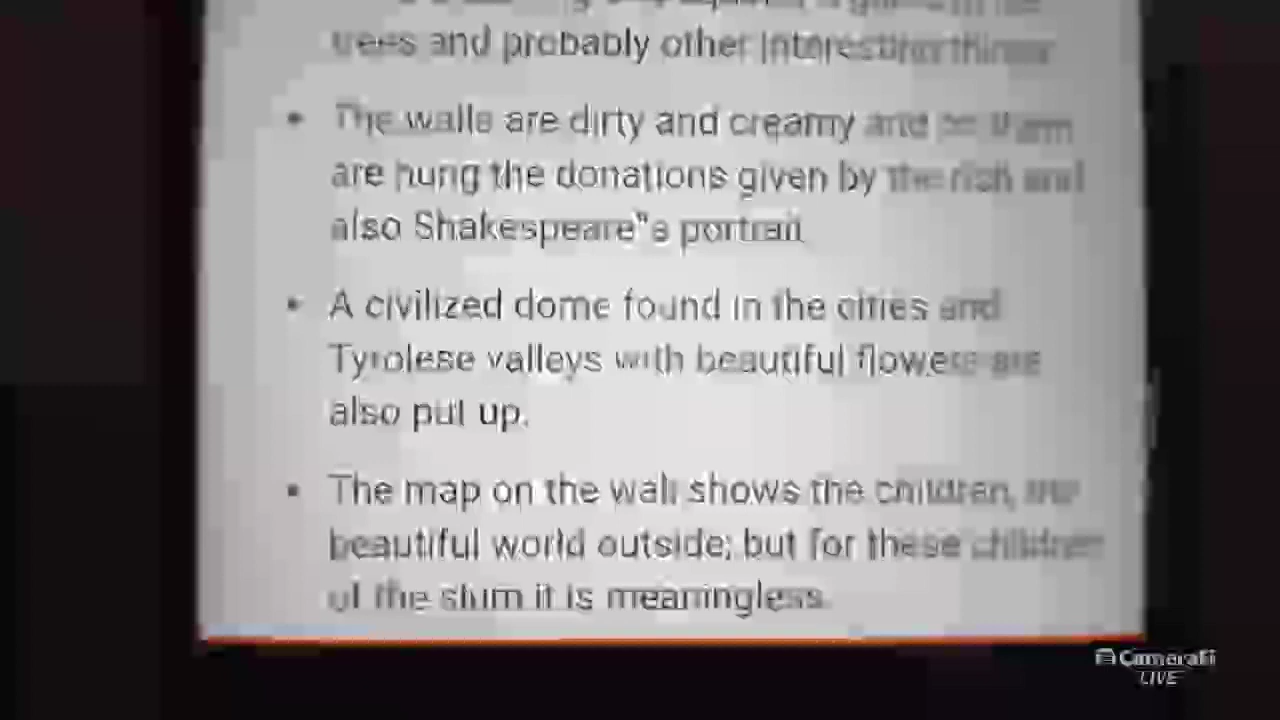 trees and probably other interesting things
• The walls are dirty and creamy and on them
are hung the donations given by the rich and
also Shakespeare"s portrait.
• A civilized dome found in the cities and
Tyrolese valleys with beautiful flowers are
also put up.
• The map on the wall shows the children, the
beautiful world outside; but for these children
of the slum it is meaningless.
LIVE